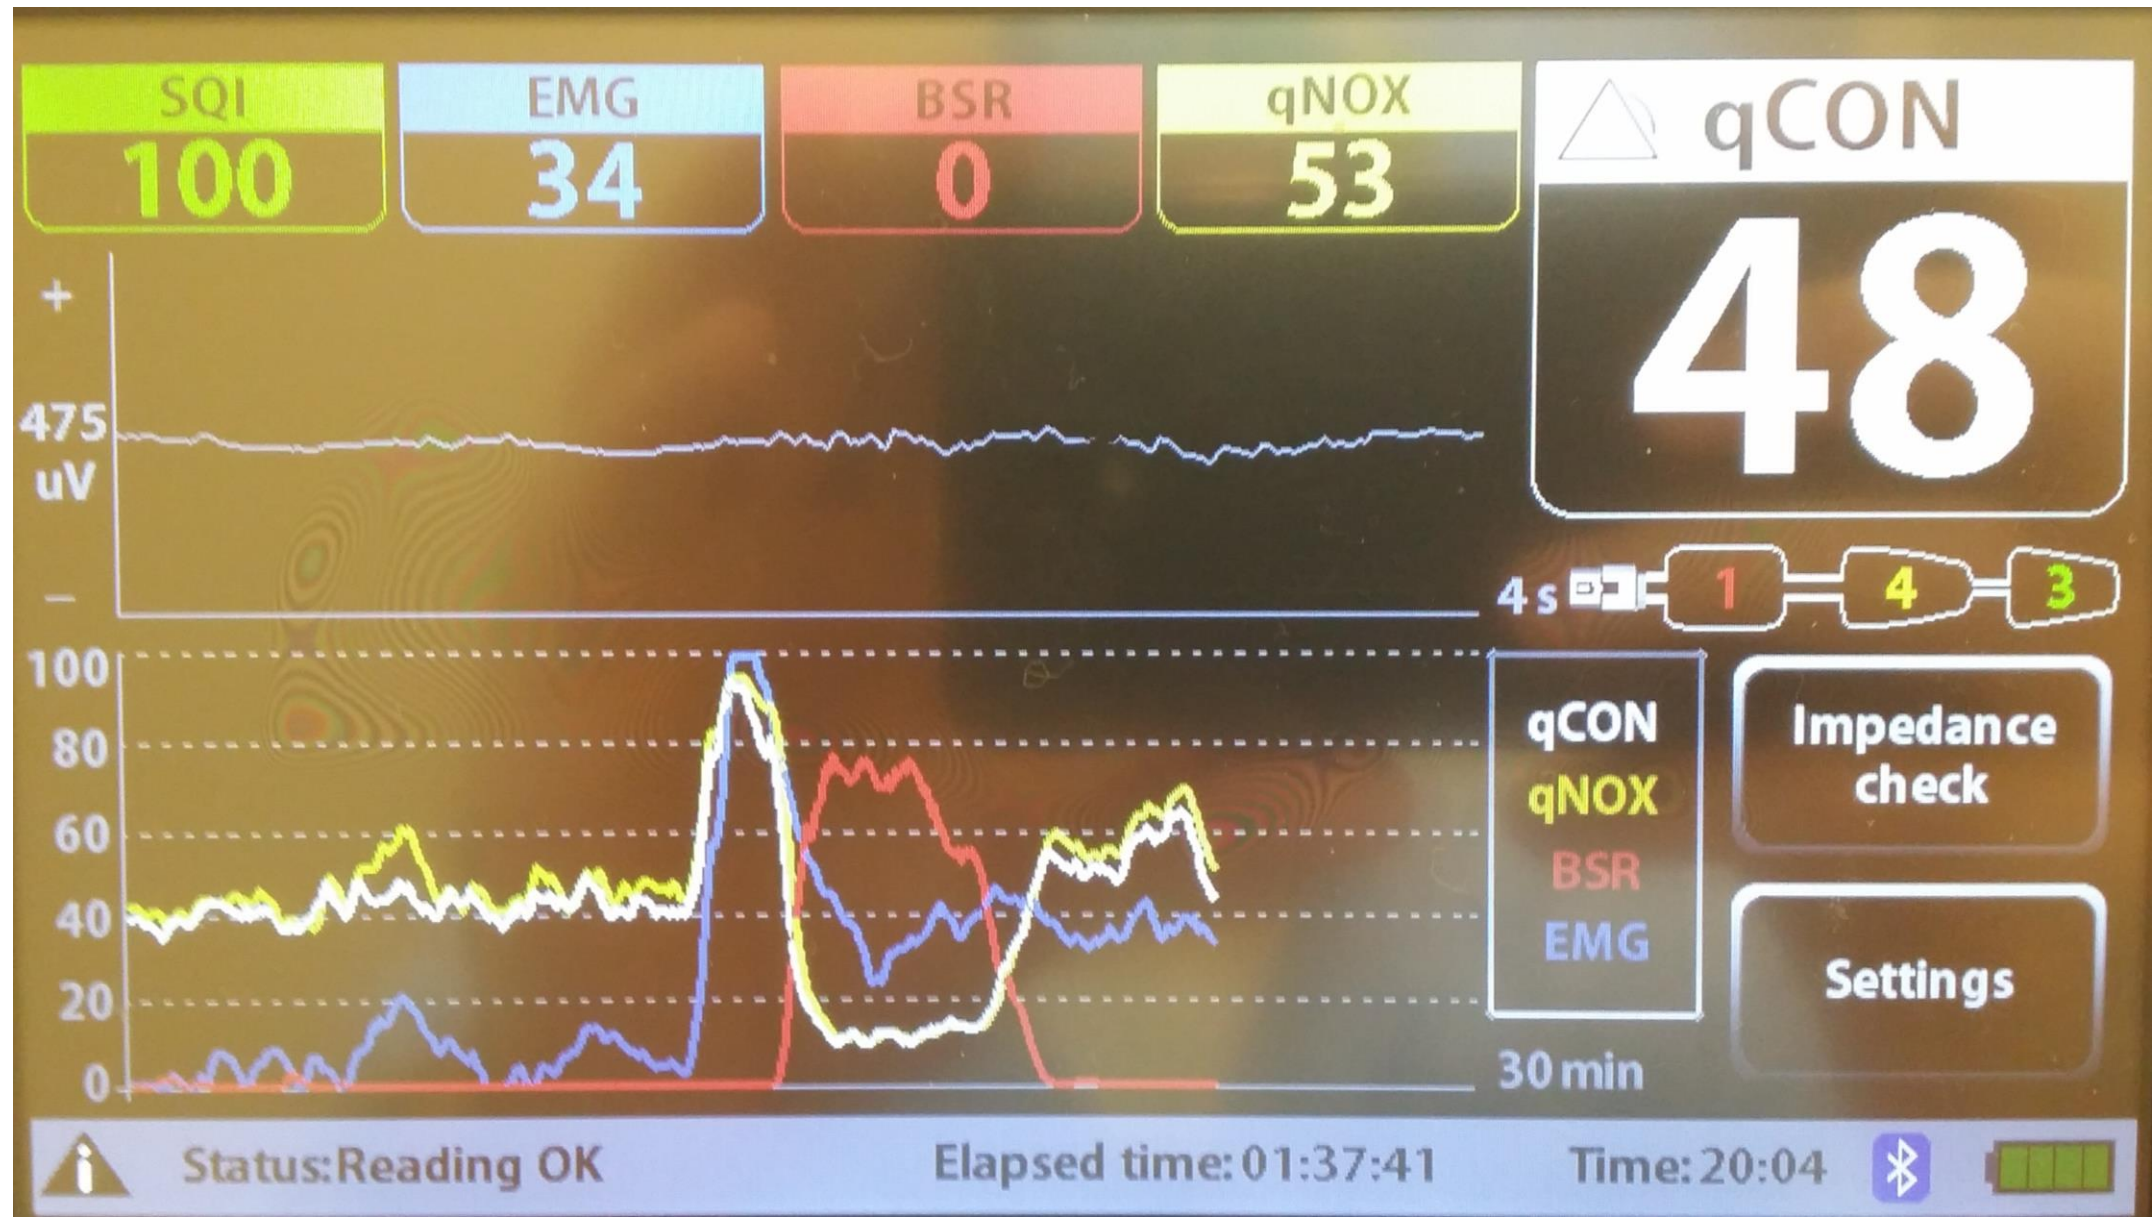 SQI
100
EMG
34
BSR
0
qNOX
53
qCON
48
+
475
uV
–
4 s
1
4
3
100
80
60
40
20
0
qCON
qNOX
BSR
EMG
30 min
Impedance
check
Settings
Status:Reading OK
Elapsed time: 01:37:41
Time: 20:04